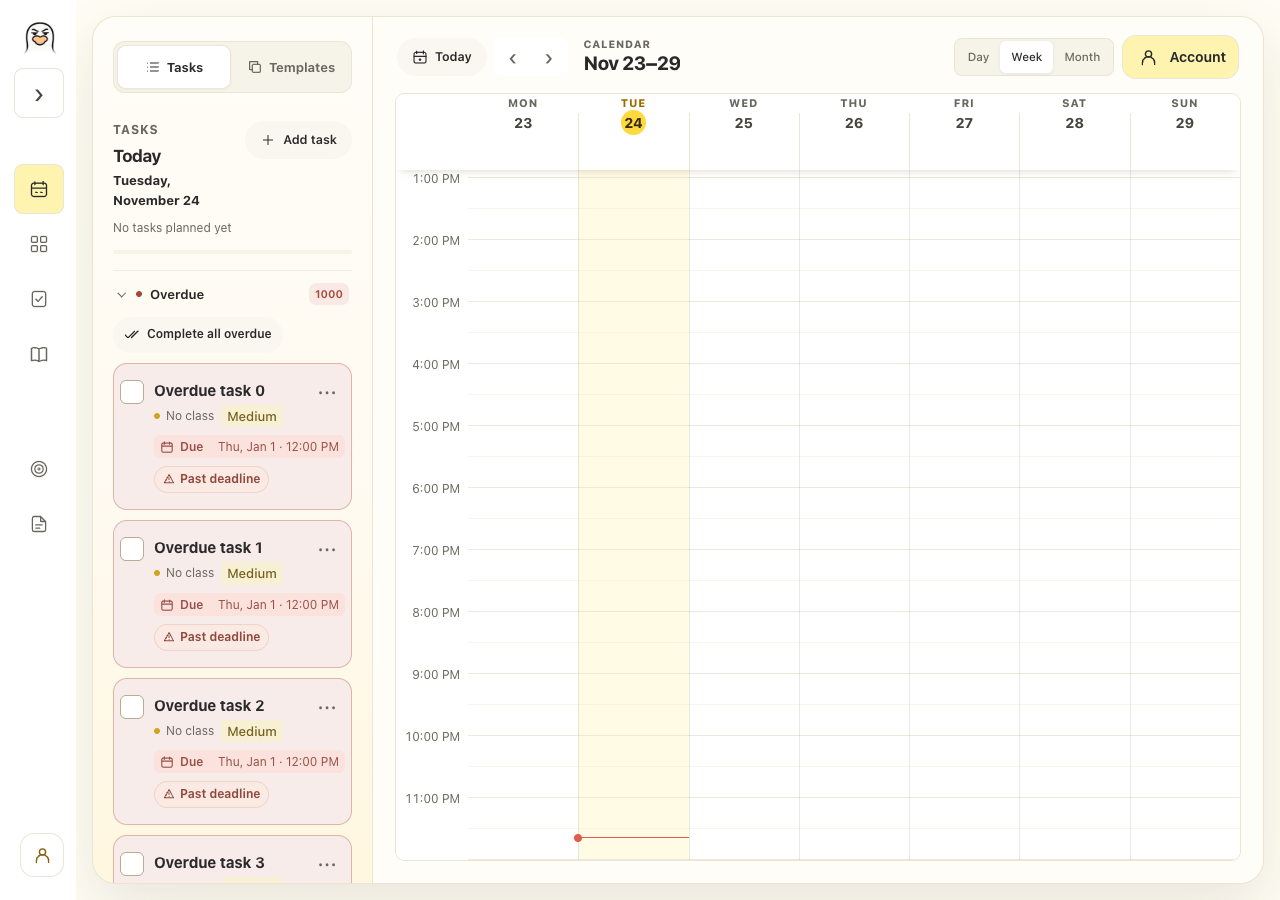 Tasks
Templates
TASKS
Today
Tuesday,
November 24
Add task
No tasks planned yet
Overdue
1000
Complete all overdue
Overdue task 0
No class
Medium
Due Thu, Jan 1 · 12:00 PM
Past deadline
Overdue task 1
No class
Medium
Due Thu, Jan 1 · 12:00 PM
Past deadline
Overdue task 2
No class
Medium
Due Thu, Jan 1 · 12:00 PM
Past deadline
Overdue task 3
Today
CALENDAR
Nov 23–29
Day
Week
Month
Account
MON
23
TUE
24
WED
25
THU
26
FRI
27
SAT
28
SUN
29
1:00 PM
2:00 PM
3:00 PM
4:00 PM
5:00 PM
6:00 PM
7:00 PM
8:00 PM
9:00 PM
10:00 PM
11:00 PM